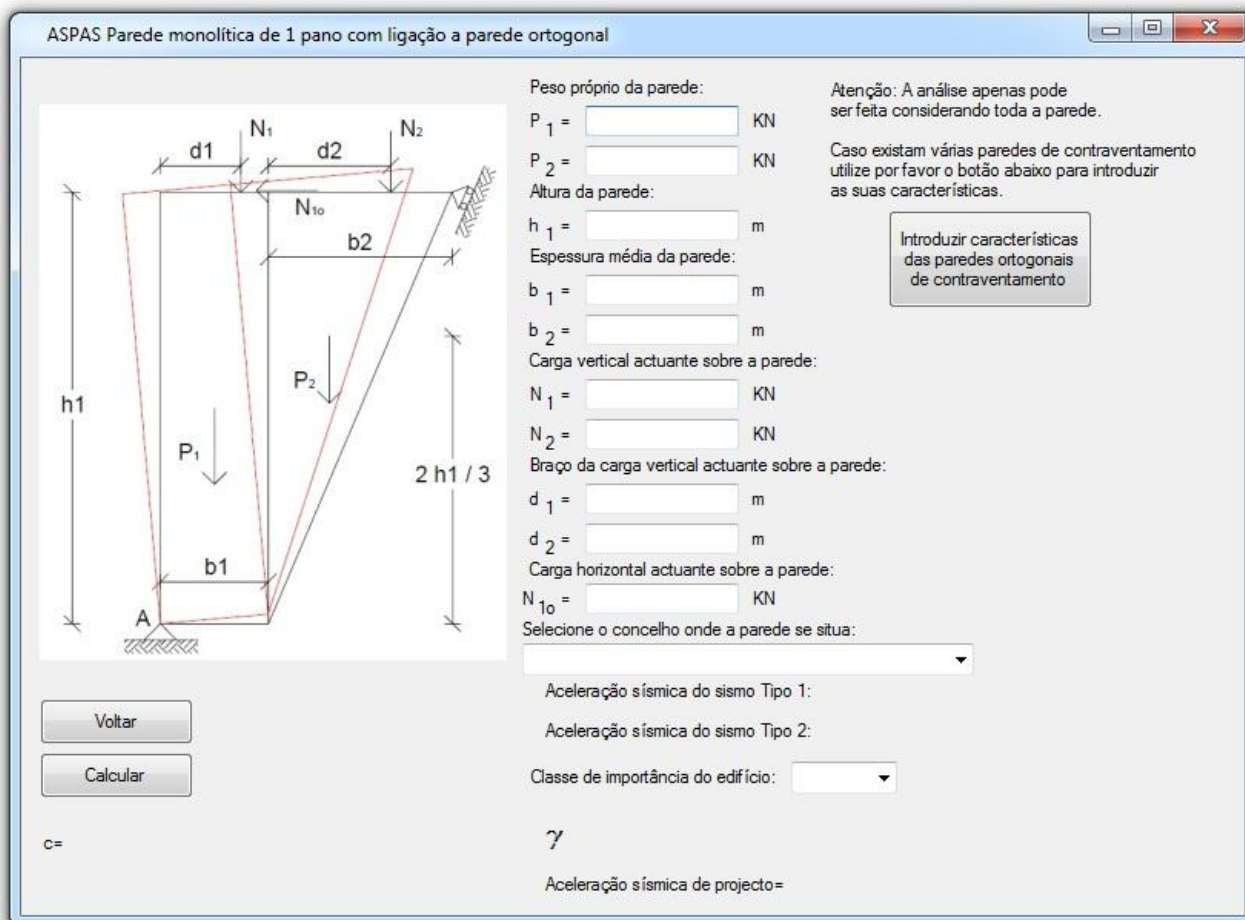 ASPAS Parede monolítica de 1 pano com ligação a parede ortogonal
N1
N2
d1
d2
N1o
b2
h1
P2
P1
2 h1 / 3
b1
A
Voltar
Calcular
c=
Peso próprio da parede:
P 1 = KN
P 2 = KN
Altura da parede:
h 1 = m
Espessura média da parede:
b 1 = m
b 2 = m
Carga vertical actuante sobre a parede:
N 1 = KN
N 2 = KN
Braço da carga vertical actuante sobre a parede:
d 1 = m
d 2 = m
Carga horizontal actuante sobre a parede:
N 1o = KN
Selecione o concelho onde a parede se situa:
Aceleração sísmica do sismo Tipo 1:
Aceleração sísmica do sismo Tipo 2:
Classe de importância do edifício:
γ
Aceleração sísmica de projecto=
Atenção: A análise apenas pode
ser feita considerando toda a parede.
Caso existam várias paredes de contraventamento
utilize por favor o botão abaixo para introduzir
as suas características.
Introduzir características
das paredes ortogonais
de contraventamento